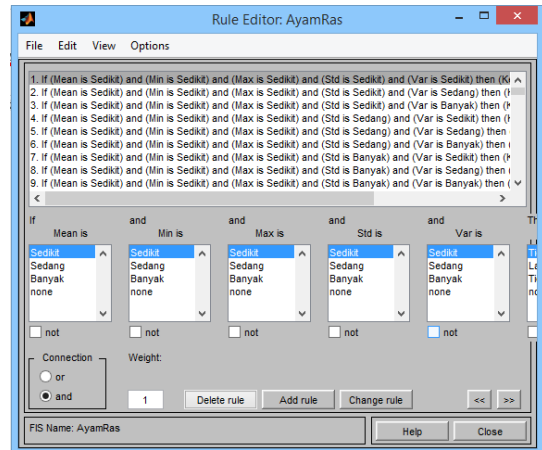 Rule Editor: AyamRas
File Edit View Options
1. If (Mean is Sedikit) and (Min is Sedikit) and (Max is Sedikit) and (Std is Sedikit) and (Var is Sedikit) then (Ke
2. If (Mean is Sedikit) and (Min is Sedikit) and (Max is Sedikit) and (Std is Sedikit) and (Var is Sedang) then (
3. If (Mean is Sedikit) and (Min is Sedikit) and (Max is Sedikit) and (Std is Sedikit) and (Var is Banyak) then (
4. If (Mean is Sedikit) and (Min is Sedikit) and (Max is Sedikit) and (Std is Sedang) and (Var is Sedikit) then (
5. If (Mean is Sedikit) and (Min is Sedikit) and (Max is Sedikit) and (Std is Sedang) and (Var is Sedang) then
6. If (Mean is Sedikit) and (Min is Sedikit) and (Max is Sedikit) and (Std is Sedang) and (Var is Banyak) then (
7. If (Mean is Sedikit) and (Min is Sedikit) and (Max is Sedikit) and (Std is Banyak) and (Var is Sedikit) then (
8. If (Mean is Sedikit) and (Min is Sedikit) and (Max is Sedikit) and (Std is Banyak) and (Var is Sedang) then
9. If (Mean is Sedikit) and (Min is Sedikit) and (Max is Sedikit) and (Std is Banyak) and (Var is Banyak) then (
If and and and and Th
Mean is Min is Max is Std is Var is
Sedikit Sedikit Sedikit Sedikit Sedikit
Sedang Sedang Sedang Sedang Sedang La
Banyak Banyak Banyak Banyak Banyak
none none none none none
not not not not not
Connection Weight:
or
and 1 Delete rule Add rule Change rule << >>
FIS Name: AyamRas Help Close